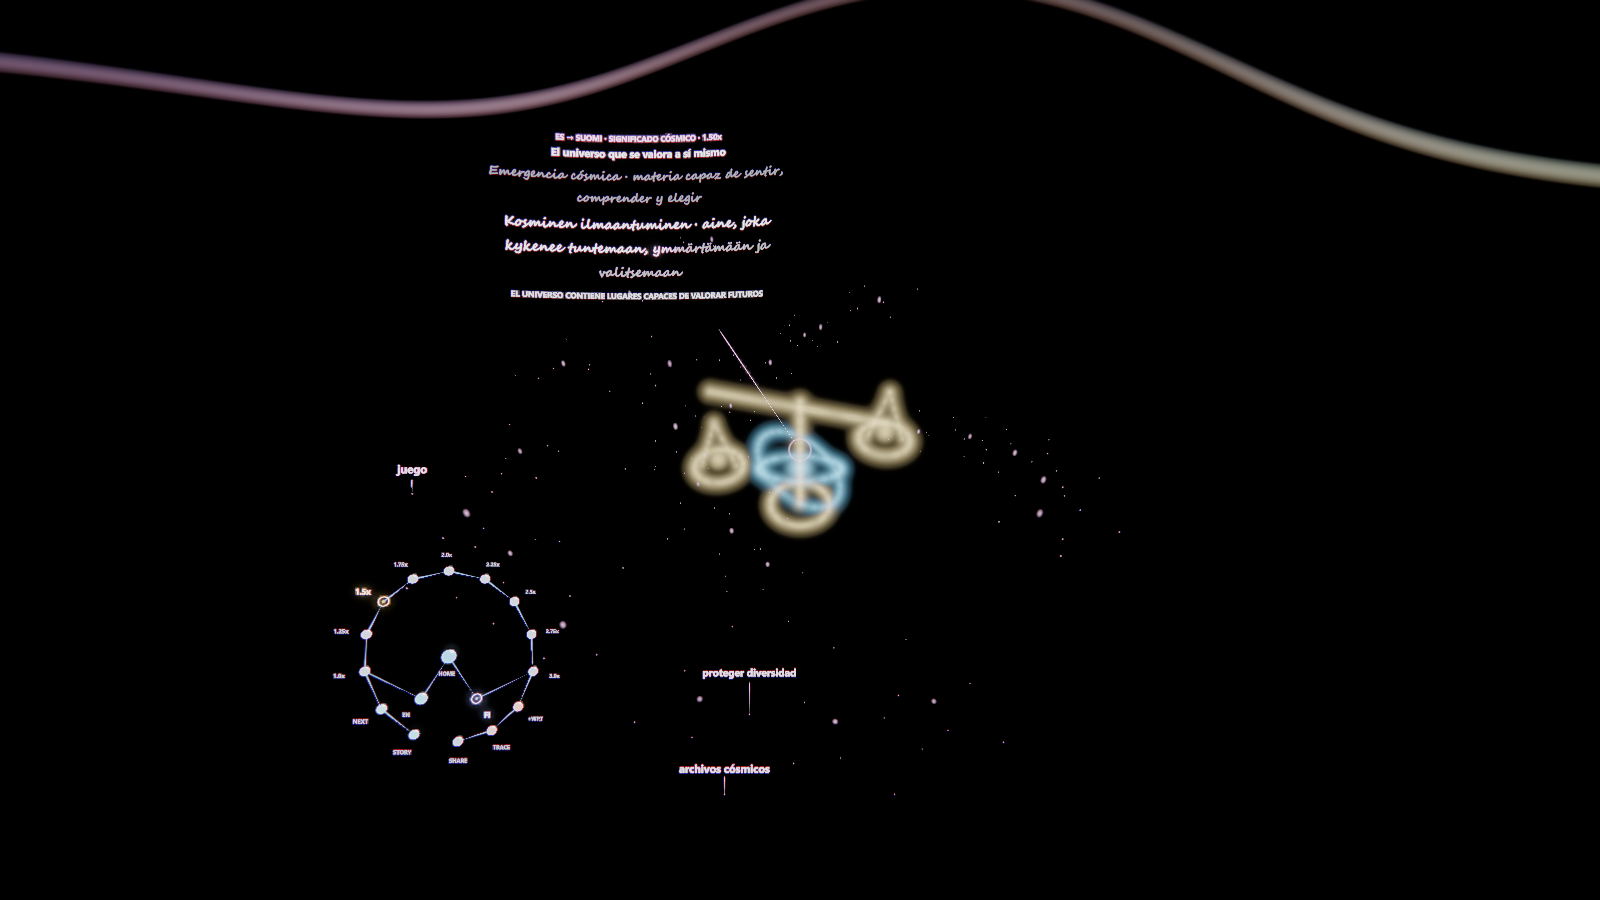 ES → SUOMI · SIGNIFICADO CÓSMICO · 1.50x
El universo que se valora a sí mismo
Emergencia cósmica · materia capaz de sentir,
comprender y elegir
Kosminen ilmaantuminen · aine, joka
kykenee tuntemaan, ymmärtämään ja
valitsemaan
EL UNIVERSO CONTIENE LUGARES CAPACES DE VALORAR FUTUROS
juego
2.0x
1.75x
2.25x
1.5x
2.5x
1.25x
2.75x
HOME
1.0x
3.0x
EN
FI
NEXT
STORY
TRACE
SHARE
proteger diversidad
archivos cósmicos